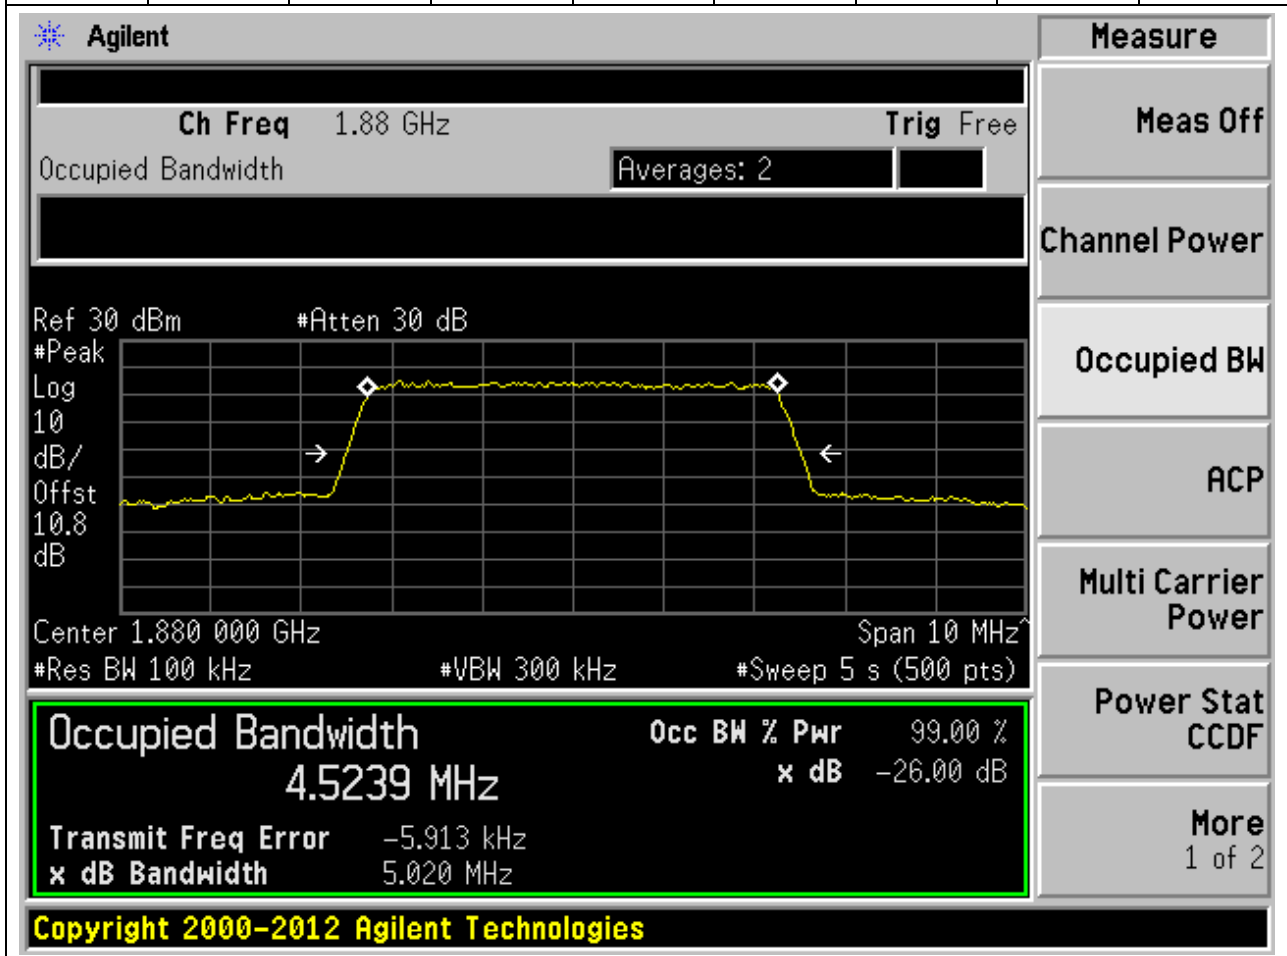 Agilent
Measure
Ch Freq 1.88 GHz Trig Free
Occupied Bandwidth Averages: 2
Meas Off
Channel Power
Occupied BW
ACP
Multi Carrier
Power
Power Stat
CCDF
More
1 of 2
Ref 30 dBm #Atten 30 dB
#Peak
Log
10
dB/
Offst
10.8
dB
Center 1.880 000 GHz Span 10 MHz^
#Res BW 100 kHz #VBW 300 kHz #Sweep 5 s (500 pts)
Occupied Bandwidth Occ BW % Pwr 99.00 %
4.5239 MHz x dB -26.00 dB
Transmit Freq Error -5.913 kHz
x dB Bandwidth 5.020 MHz
Copyright 2000-2012 Agilent Technologies